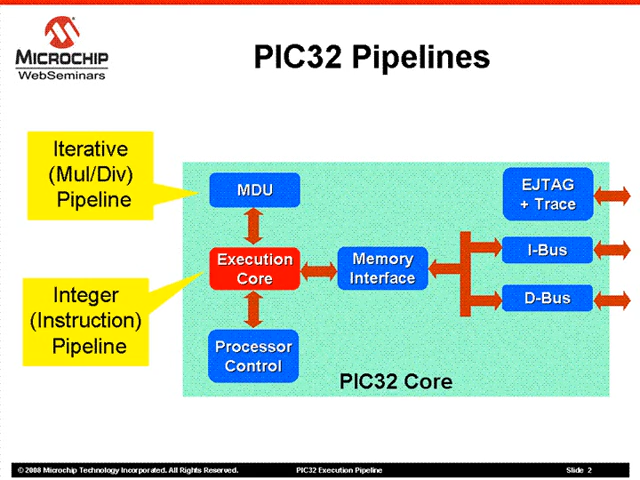 MICROCHIP
WebSeminars
PIC32 Pipelines
Iterative
(Mul/Div)
Pipeline
MDU
EJTAG
+ Trace
Execution
Core
Memory
Interface
I-Bus
D-Bus
Integer
(Instruction)
Pipeline
Processor
Control
PIC32 Core
© 2008 Microchip Technology Incorporated. All Rights Reserved.
PIC32 Execution Pipeline
Slide 2